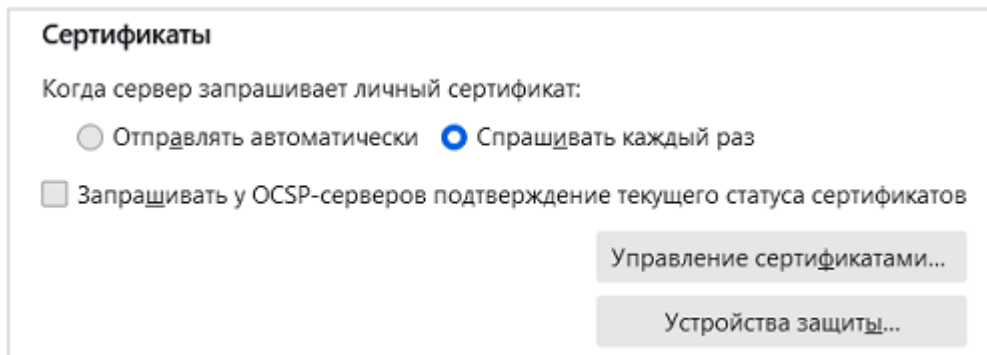 Сертификаты
Когда сервер запрашивает личный сертификат:
Отправлять автоматически Спрашивать каждый раз
Запрашивать у OCSP-серверов подтверждение текущего статуса сертификатов
Управление сертификатами...
Устройства защиты...